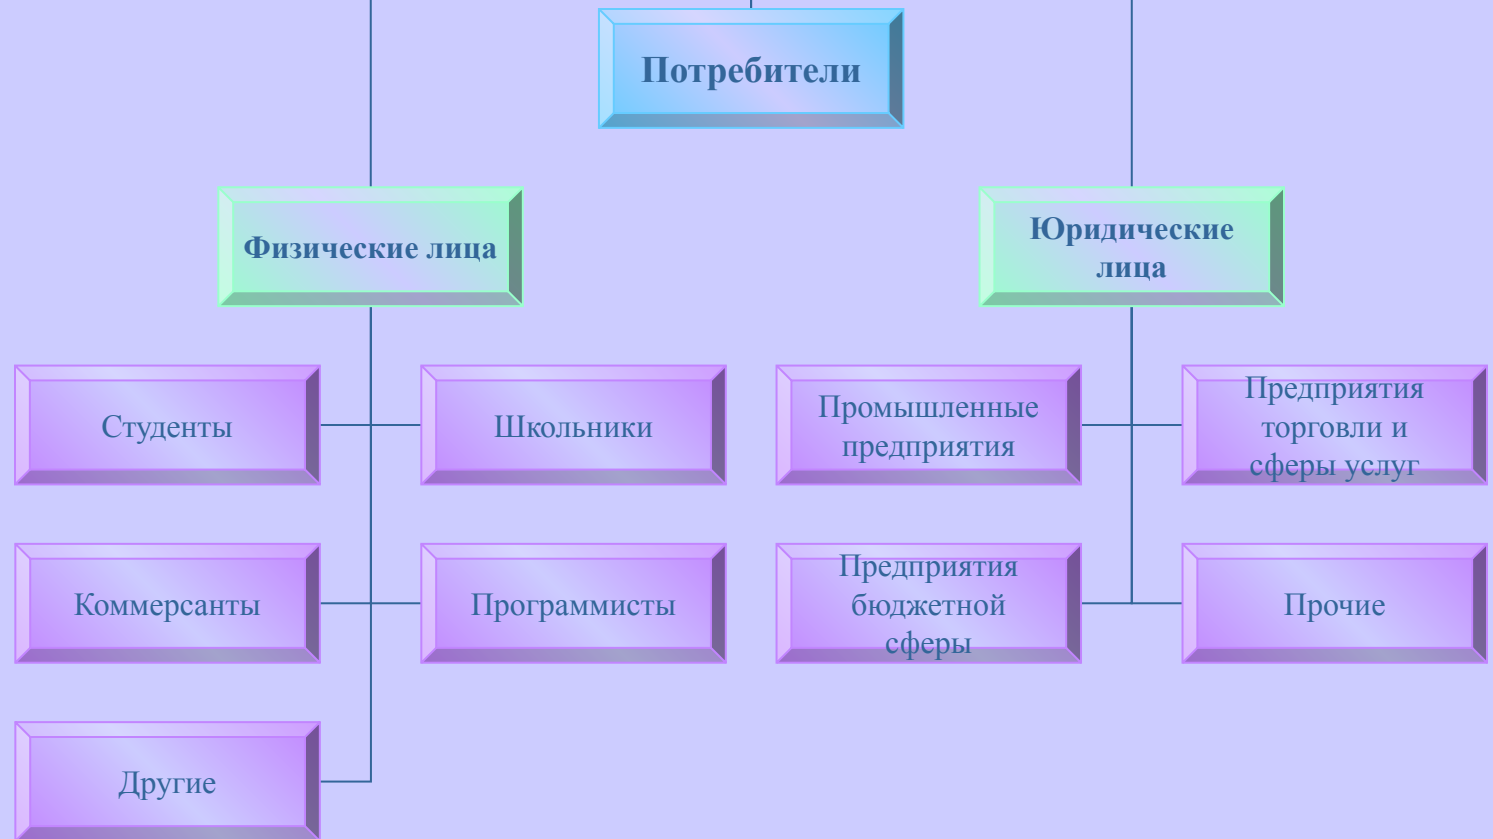 Потребители
Физические лица
Юридические
лица
Студенты
Школьники
Промышленные
предприятия
Предприятия
торговли и
сферы услуг
Коммерсанты
Программисты
Предприятия
бюджетной
сферы
Прочие
Другие